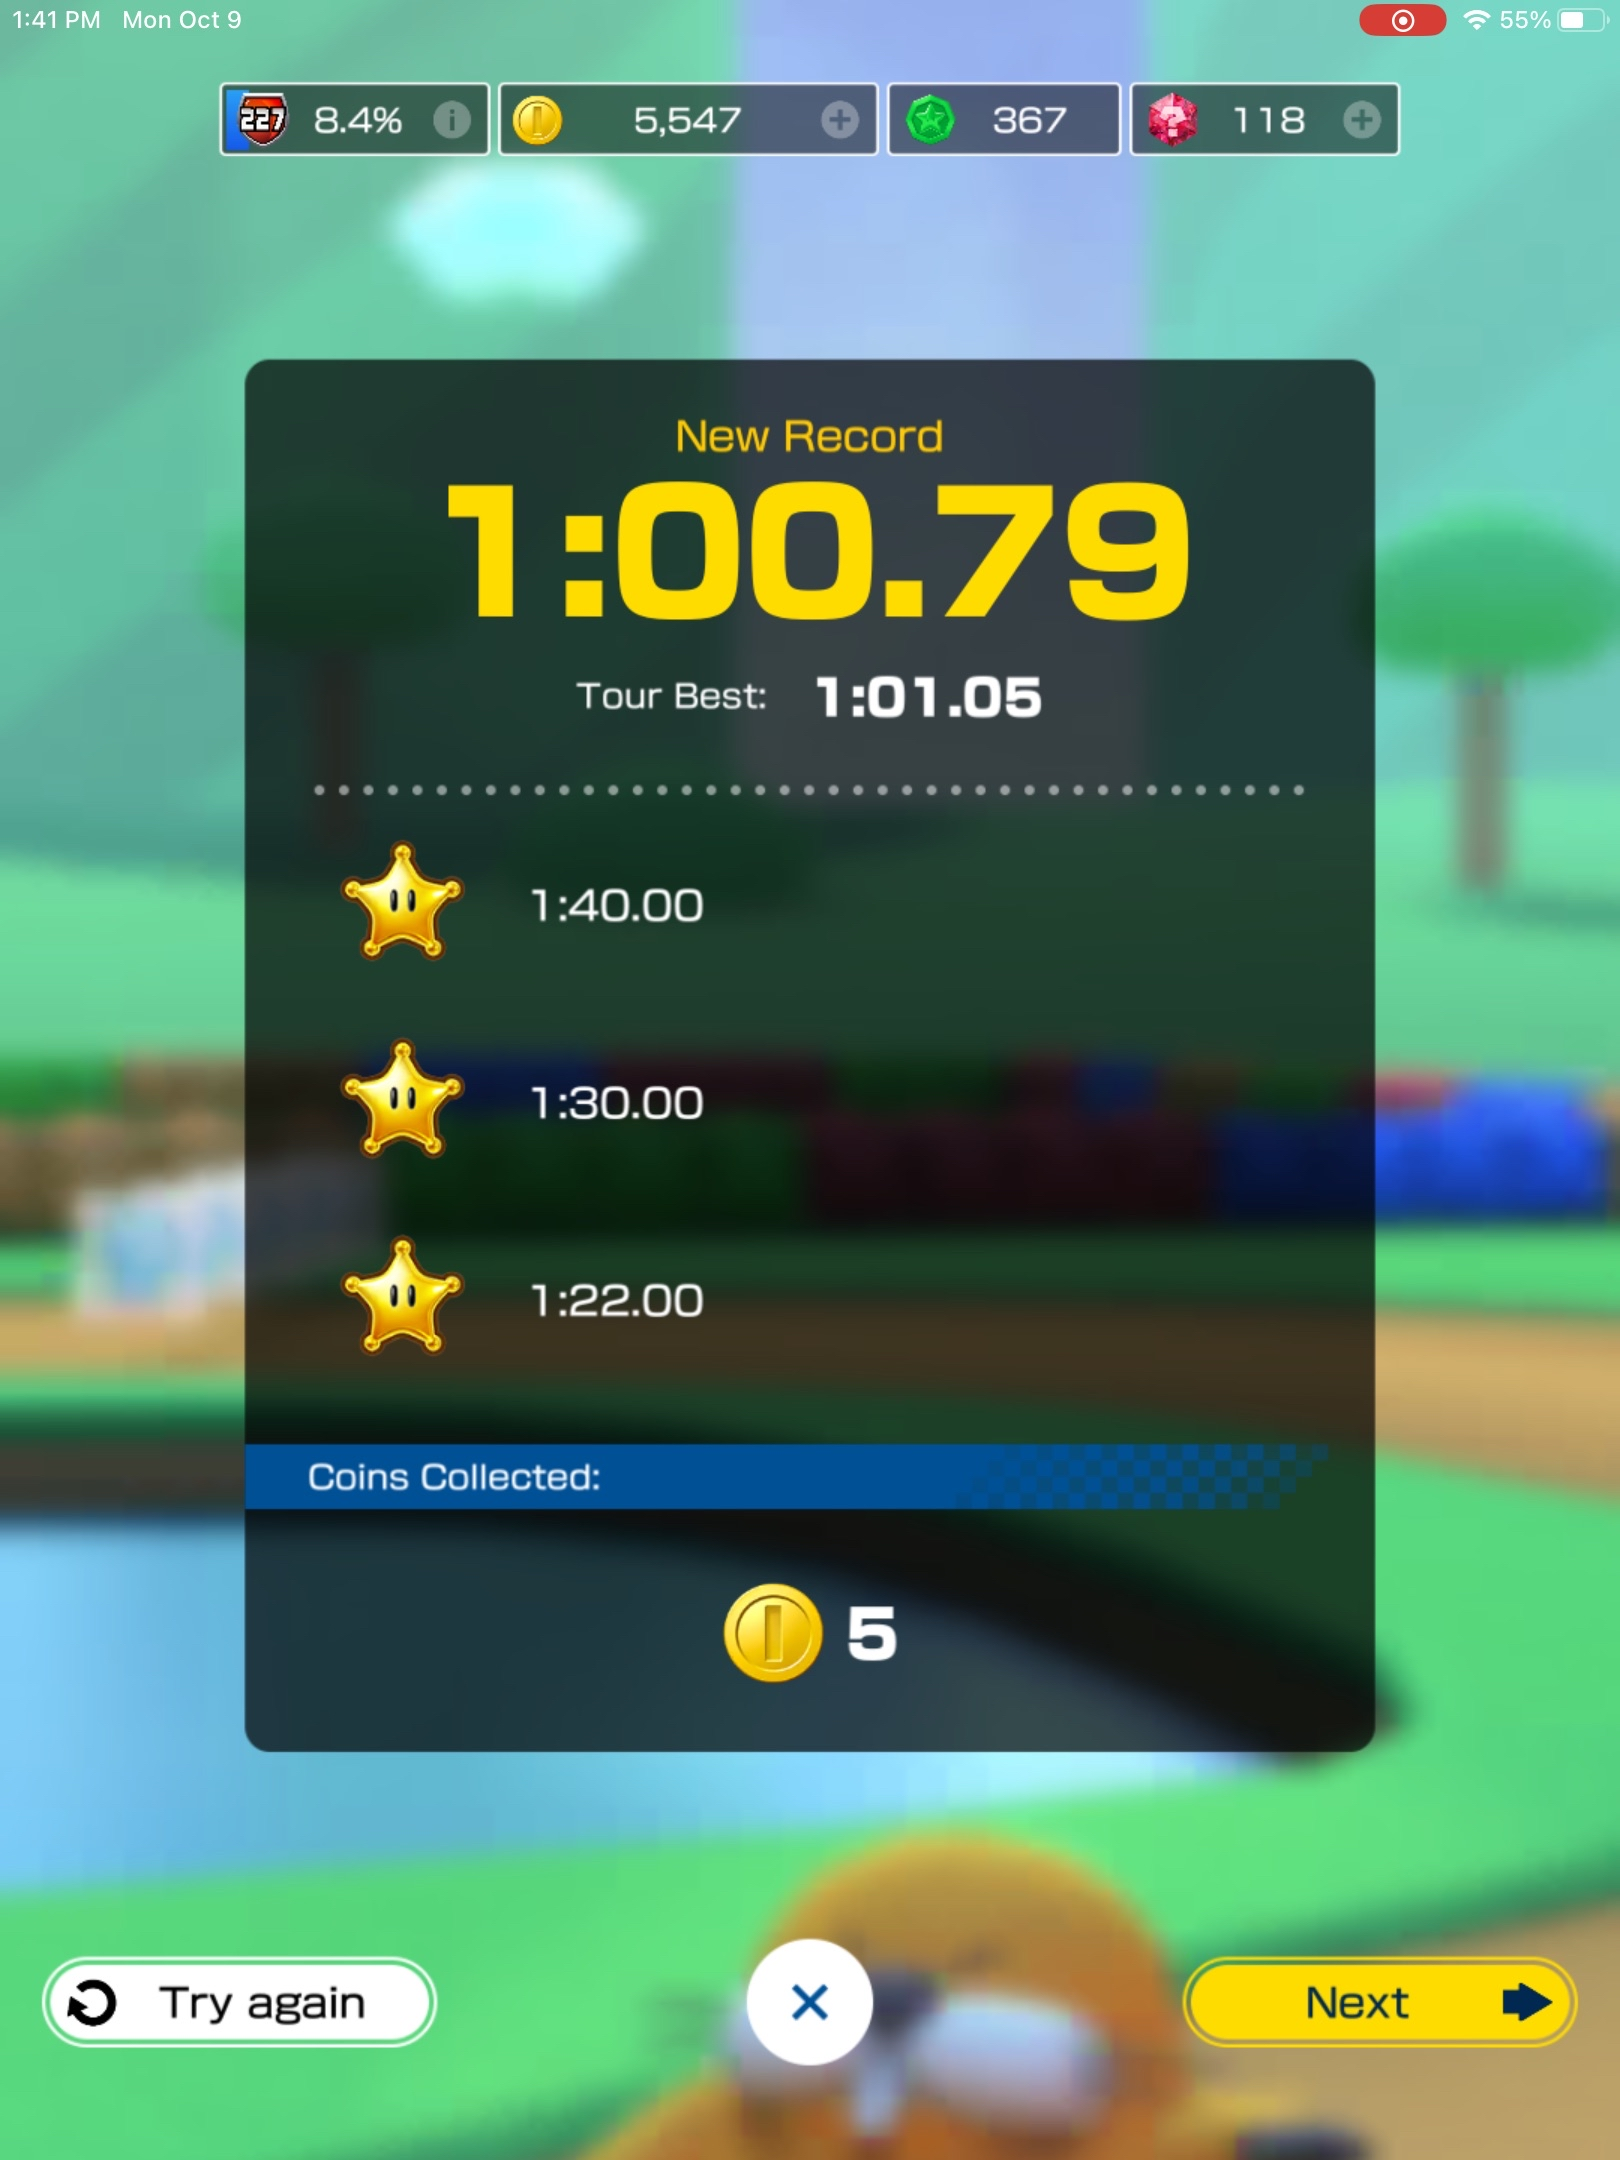 1:41 PM Mon Oct 9 55%
227 8.4% 5,547 367 118
New Record
1:00.79
Tour Best: 1:01.05
1:40.00
1:30.00
1:22.00
Coins Collected:
5
Try again
Next